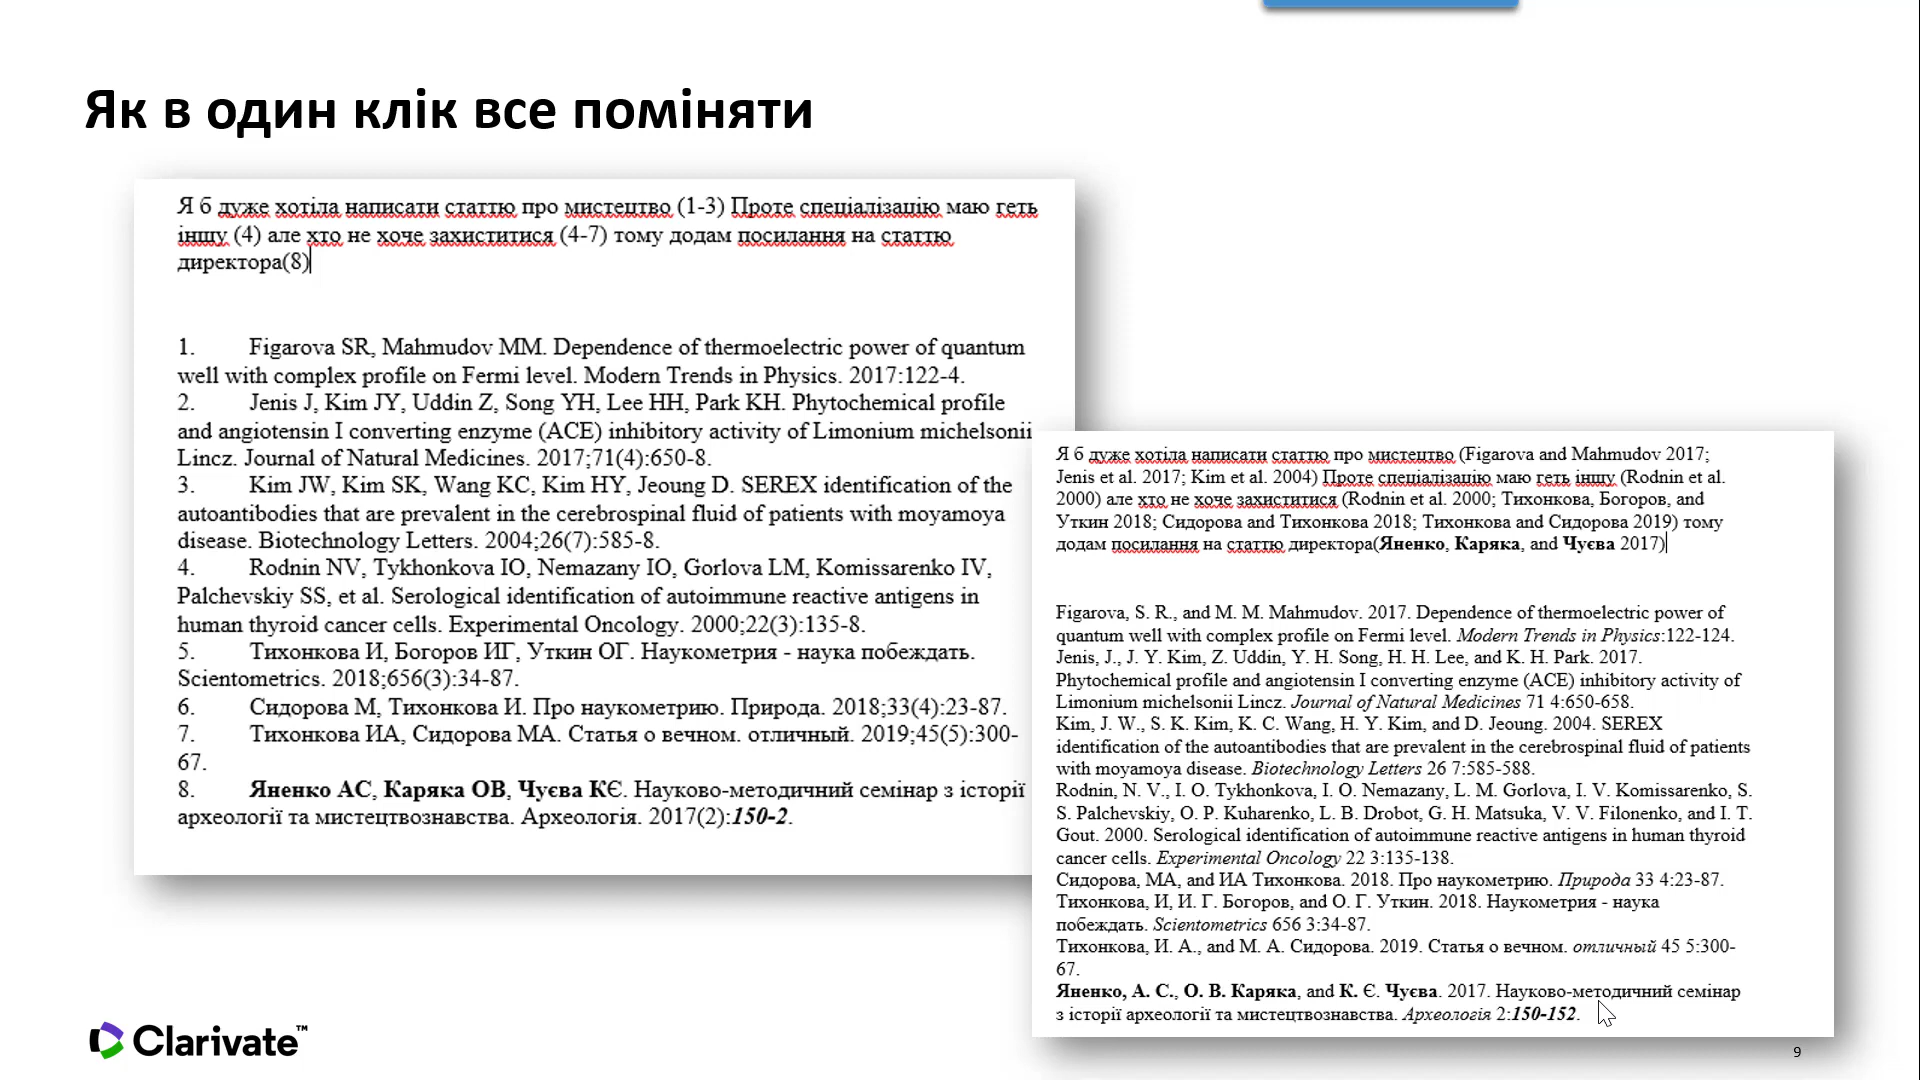 Як в один клік все поміняти
Я б дуже хотіла написати статтю про мистецтво (1-3) Проте спеціалізацію маю геть
іншу (4) але хто не хоче захиститися (4-7) тому додам посилання на статтю
директора(8)
1. Figarova SR, Mahmudov MM. Dependence of thermoelectric power of quantum
well with complex profile on Fermi level. Modern Trends in Physics. 2017:122-4.
2. Jenis J, Kim JY, Uddin Z, Song YH, Lee HH, Park KH. Phytochemical profile
and angiotensin I converting enzyme (ACE) inhibitory activity of Limonium michelsonii
Lincz. Journal of Natural Medicines. 2017;71(4):650-8.
3. Kim JW, Kim SK, Wang KC, Kim HY, Jeoung D. SEREX identification of the
autoantibodies that are prevalent in the cerebrospinal fluid of patients with moyamoya
disease. Biotechnology Letters. 2004;26(7):585-8.
4. Rodnin NV, Tykhonkova IO, Nemazany IO, Gorlova LM, Komissarenko IV,
Palchevskiy SS, et al. Serological identification of autoimmune reactive antigens in
human thyroid cancer cells. Experimental Oncology. 2000;22(3):135-8.
5. Тихонкова И, Богоров ИГ, Уткин ОГ. Наукометрия - наука побеждать.
Scientometrics. 2018;656(3):34-87.
6. Сидорова М, Тихонкова И. Про наукометрию. Природа. 2018;33(4):23-87.
7. Тихонкова ИА, Сидорова МА. Статья о вечном. отличный. 2019;45(5):300-
67.
8. Яненко АС, Каряка ОВ, Чуєва КЄ. Науково-методичний семінар з історії
археології та мистецтвознавства. Археологія. 2017(2):150-2.
Я б дуже хотіла написати статтю про мистецтво (Figarova and Mahmudov 2017;
Jenis et al. 2017; Kim et al. 2004) Проте спеціалізацію маю геть іншу (Rodnin et al.
2000) але хто не хоче захиститися (Rodnin et al. 2000; Тихонкова, Богоров, and
Уткин 2018; Сидорова and Тихонкова 2018; Тихонкова and Сидорова 2019) тому
додам посилання на статтю директора(Яненко, Каряка, and Чуєва 2017)
Figarova, S. R., and M. M. Mahmudov. 2017. Dependence of thermoelectric power of
quantum well with complex profile on Fermi level. Modern Trends in Physics:122-124.
Jenis, J., J. Y. Kim, Z. Uddin, Y. H. Song, H. H. Lee, and K. H. Park. 2017.
Phytochemical profile and angiotensin I converting enzyme (ACE) inhibitory activity of
Limonium michelsonii Lincz. Journal of Natural Medicines 71 4:650-658.
Kim, J. W., S. K. Kim, K. C. Wang, H. Y. Kim, and D. Jeoung. 2004. SEREX
identification of the autoantibodies that are prevalent in the cerebrospinal fluid of patients
with moyamoya disease. Biotechnology Letters 26 7:585-588.
Rodnin, N. V., I. O. Tykhonkova, I. O. Nemazany, L. M. Gorlova, I. V. Komissarenko, S.
S. Palchevskiy, O. P. Kuharenko, L. B. Drobot, G. H. Matsuka, V. V. Filonenko, and I. T.
Gout. 2000. Serological identification of autoimmune reactive antigens in human thyroid
cancer cells. Experimental Oncology 22 3:135-138.
Сидорова, МА, and ИА Тихонкова. 2018. Про наукометрию. Природа 33 4:23-87.
Тихонкова, И, И. Г. Богоров, and О. Г. Уткин. 2018. Наукометрия - наука
побеждать. Scientometrics 656 3:34-87.
Тихонкова, И. А., and М. А. Сидорова. 2019. Статья о вечном. отличный 45 5:300-
67.
Яненко, А. С., О. В. Каряка, and К. Є. Чуєва. 2017. Науково-методичний семінар
з історії археології та мистецтвознавства. Археологія 2:150-152.
Clarivate™
9